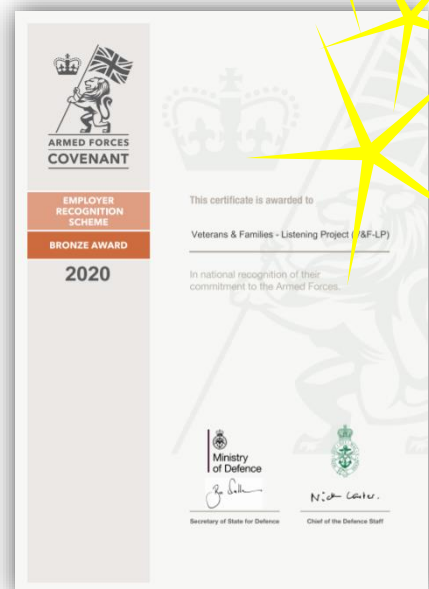 ARMED FORCES
COVENANT
EMPLOYER
RECOGNITION
SCHEME
BRONZE AWARD
2020
This certificate is awarded to
Veterans & Families - Listening Project (V&F-LP)
In national recognition of their
commitment to the Armed Forces.
Ministry
of Defence
Nick Carter.
Secretary of State for Defence
Chief of the Defence Staff